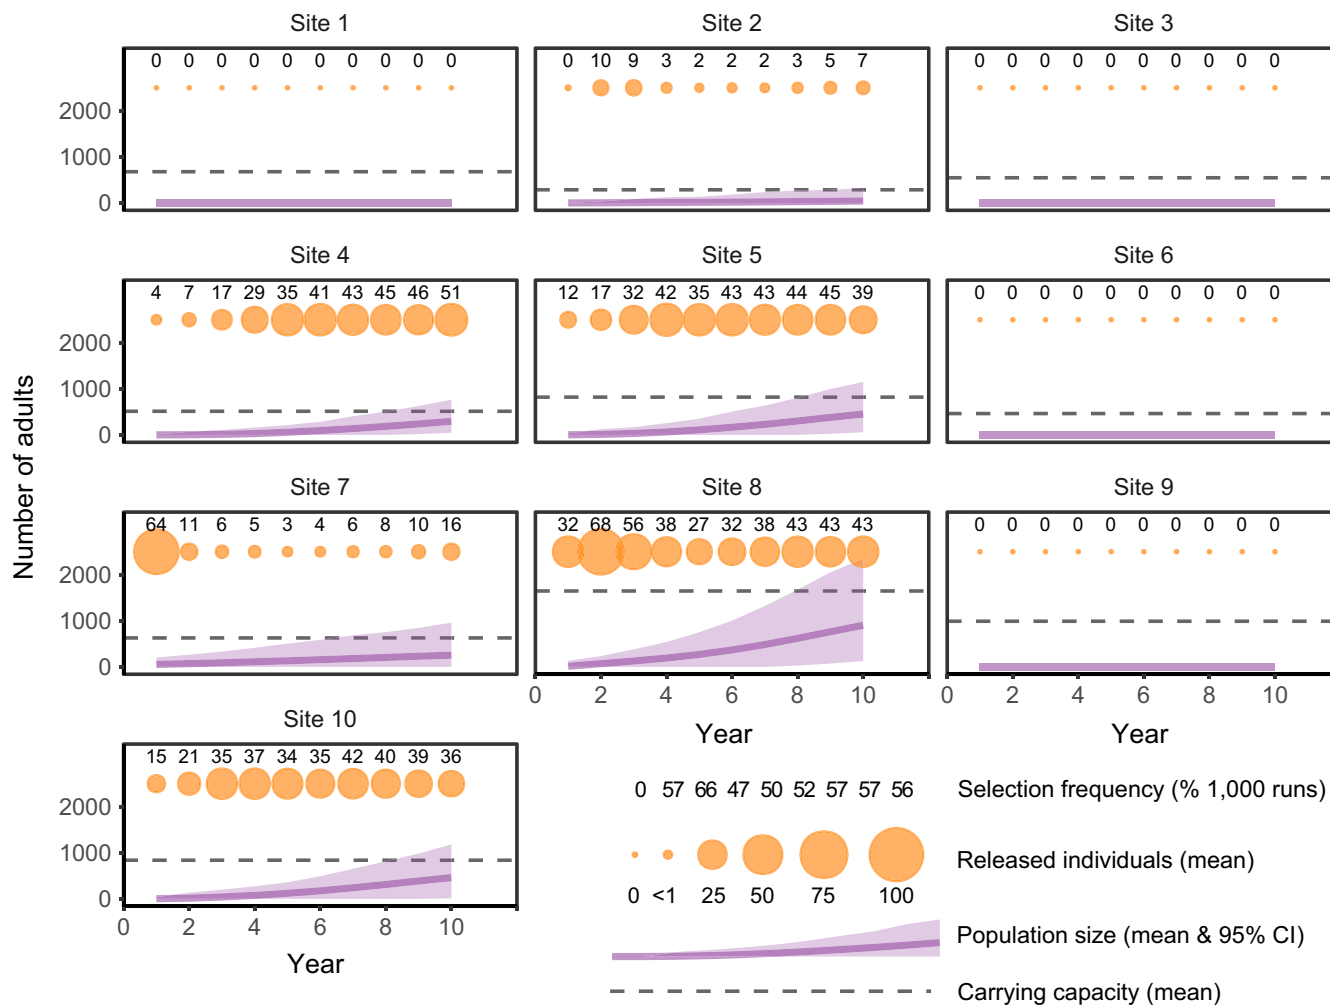 Site 1 Site 2 Site 3
0 0 0 0 0 0 0 0 0 0 0 10 9 3 2 2 2 3 5 7 0 0 0 0 0 0 0 0 0 0
2000
1000
0
Site 4 Site 5 Site 6
4 7 17 29 35 41 43 45 46 51 12 17 32 42 35 43 43 44 45 39 0 0 0 0 0 0 0 0 0 0
2000
1000
0
Number of adults
Site 7 Site 8 Site 9
64 11 6 5 3 4 6 8 10 16 32 68 56 38 27 32 38 43 43 43 0 0 0 0 0 0 0 0 0 0
2000
1000
0
0 2 4 6 8 10 0 2 4 6 8 10
Year Year
Site 10
15 21 35 37 34 35 42 40 39 36
2000
1000
0
0 2 4 6 8 10
Year
0 57 66 47 50 52 57 57 56 Selection frequency (% 1,000 runs)
Released individuals (mean)
0 <1 25 50 75 100
Population size (mean & 95% CI)
Carrying capacity (mean)